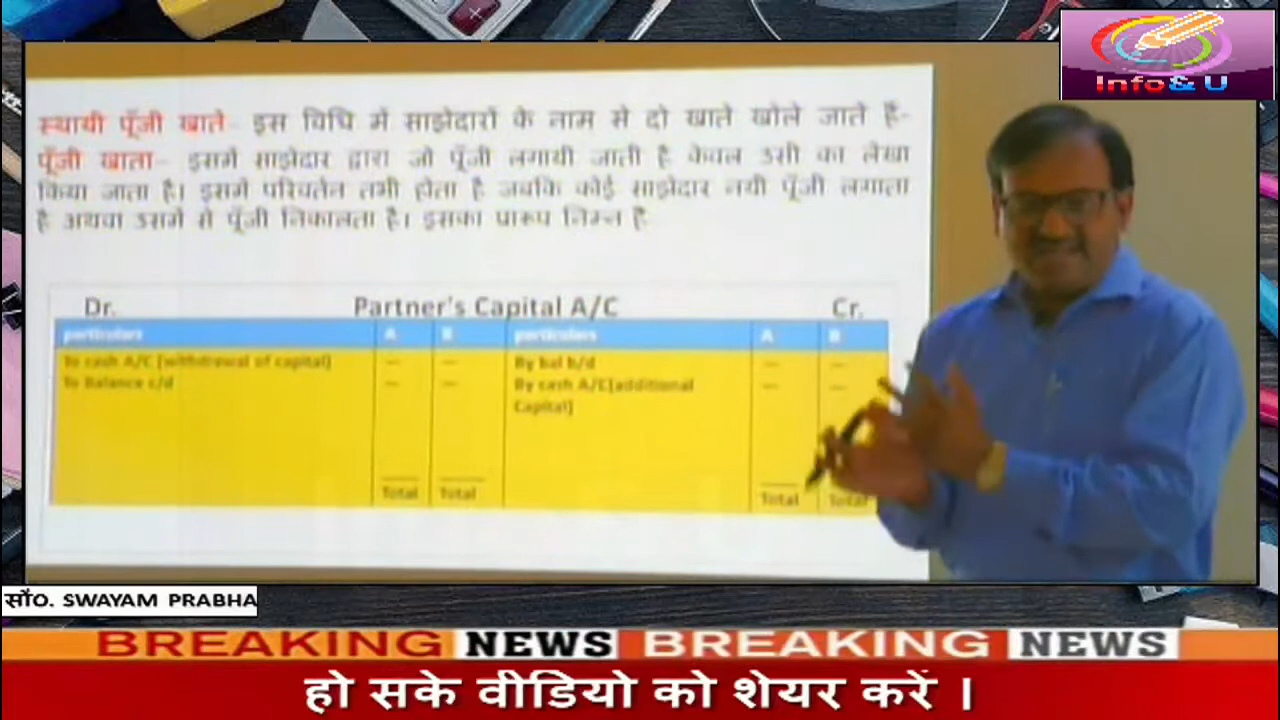 Info& U
स्थायी पूँजी खाते- इस विधि में साझेदारों के नाम से दो खाते खोले जाते हैं-
पूँजी खाता- इसमें साझेदार द्वारा जो पूँजी लगायी जाती है केवल उसी का लेखा
किया जाता है। इसमें परिवर्तन तभी होता है जबकि कोई साझेदार नयी पूँजी लगाता
है अथवा उसमें से पूँजी निकालता है। इसका प्रारूप निम्न है
Dr. Partner's Capital A/C Cr.
particulars A B particulars A B
To cash A/C [withdrawal of capital] — — By bal b/d — —
To Balance c/d — — By cash A/C[additional — —
Capital]
Total Total Total Total
सौ0. SWAYAM PRABHA
BREAKING NEWS BREAKING NEWS
हो सके वीडियो को शेयर करें ।